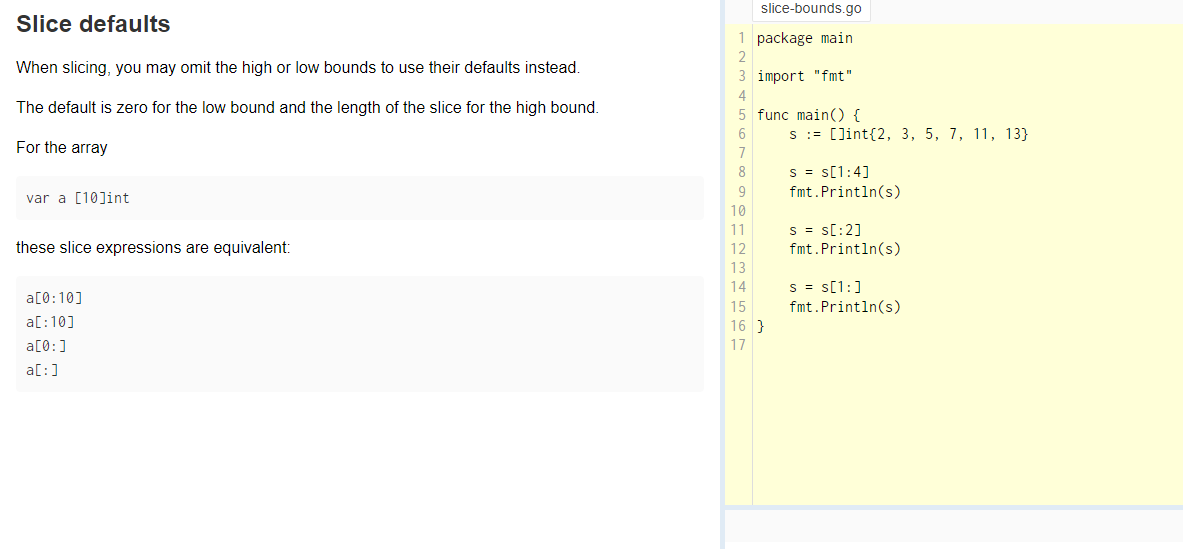 Slice defaults
When slicing, you may omit the high or low bounds to use their defaults instead.
The default is zero for the low bound and the length of the slice for the high bound.
For the array
var a [10]int
these slice expressions are equivalent:
a[0:10]
a[:10]
a[0:]
a[:]
slice-bounds.go
1 package main
2
3 import "fmt"
4
5 func main() {
6     s := []int{2, 3, 5, 7, 11, 13}
7
8     s = s[1:4]
9     fmt.Println(s)
10
11     s = s[:2]
12     fmt.Println(s)
13
14     s = s[1:]
15     fmt.Println(s)
16 }
17